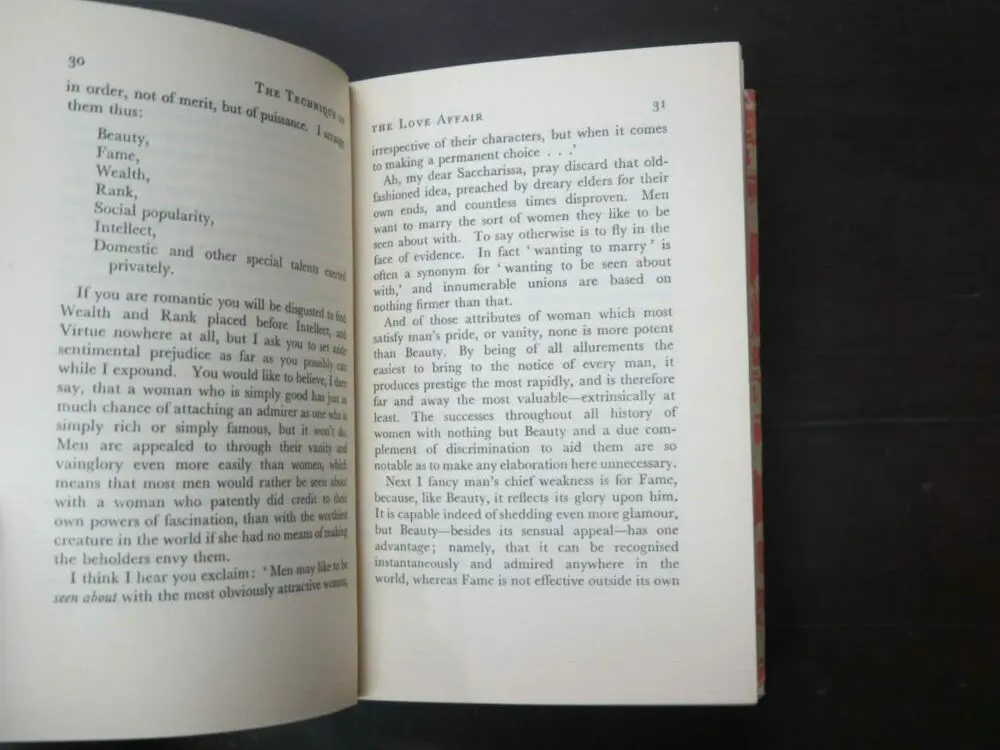 30
THE TECHNIQUE OF
in order, not of merit, but of puissance. I arrange
them thus:
Beauty,
Fame,
Wealth,
Rank,
Social popularity,
Intellect,
Domestic and other special talents exerted
privately.
If you are romantic you will be disgusted to find
Wealth and Rank placed before Intellect, and
Virtue nowhere at all, but I ask you to set aside
sentimental prejudice as far as you possibly can
while I expound. You would like to believe, I dare
say, that a woman who is simply good has just as
much chance of attaching an admirer as one who is
simply rich or simply famous, but it won't do.
Men are appealed to through their vanity and
vainglory even more easily than women, which
means that most men would rather be seen about
with a woman who patently did credit to their
own powers of fascination, than with the worthiest
creature in the world if she had no means of making
the beholders envy them.
I think I hear you exclaim: ‘Men may like to be
seen about with the most obviously attractive women,
THE LOVE AFFAIR
31
irrespective of their characters, but when it comes
to making a permanent choice . . .’
Ah, my dear Saccharissa, pray discard that old-
fashioned idea, preached by dreary elders for their
own ends, and countless times disproven. Men
want to marry the sort of women they like to be
seen about with. To say otherwise is to fly in the
face of evidence. In fact ‘wanting to marry’ is
often a synonym for ‘wanting to be seen about
with,’ and innumerable unions are based on
nothing firmer than that.
And of those attributes of woman which most
satisfy man's pride, or vanity, none is more potent
than Beauty. By being of all allurements the
easiest to bring to the notice of every man, it
produces prestige the most rapidly, and is therefore
far and away the most valuable—extrinsically at
least. The successes throughout all history of
women with nothing but Beauty and a due com-
plement of discrimination to aid them are so
notable as to make any elaboration here unnecessary.
Next I fancy man's chief weakness is for Fame,
because, like Beauty, it reflects its glory upon him.
It is capable indeed of shedding even more glamour,
but Beauty—besides its sensual appeal—has one
advantage; namely, that it can be recognised
instantaneously and admired anywhere in the
world, whereas Fame is not effective outside its own